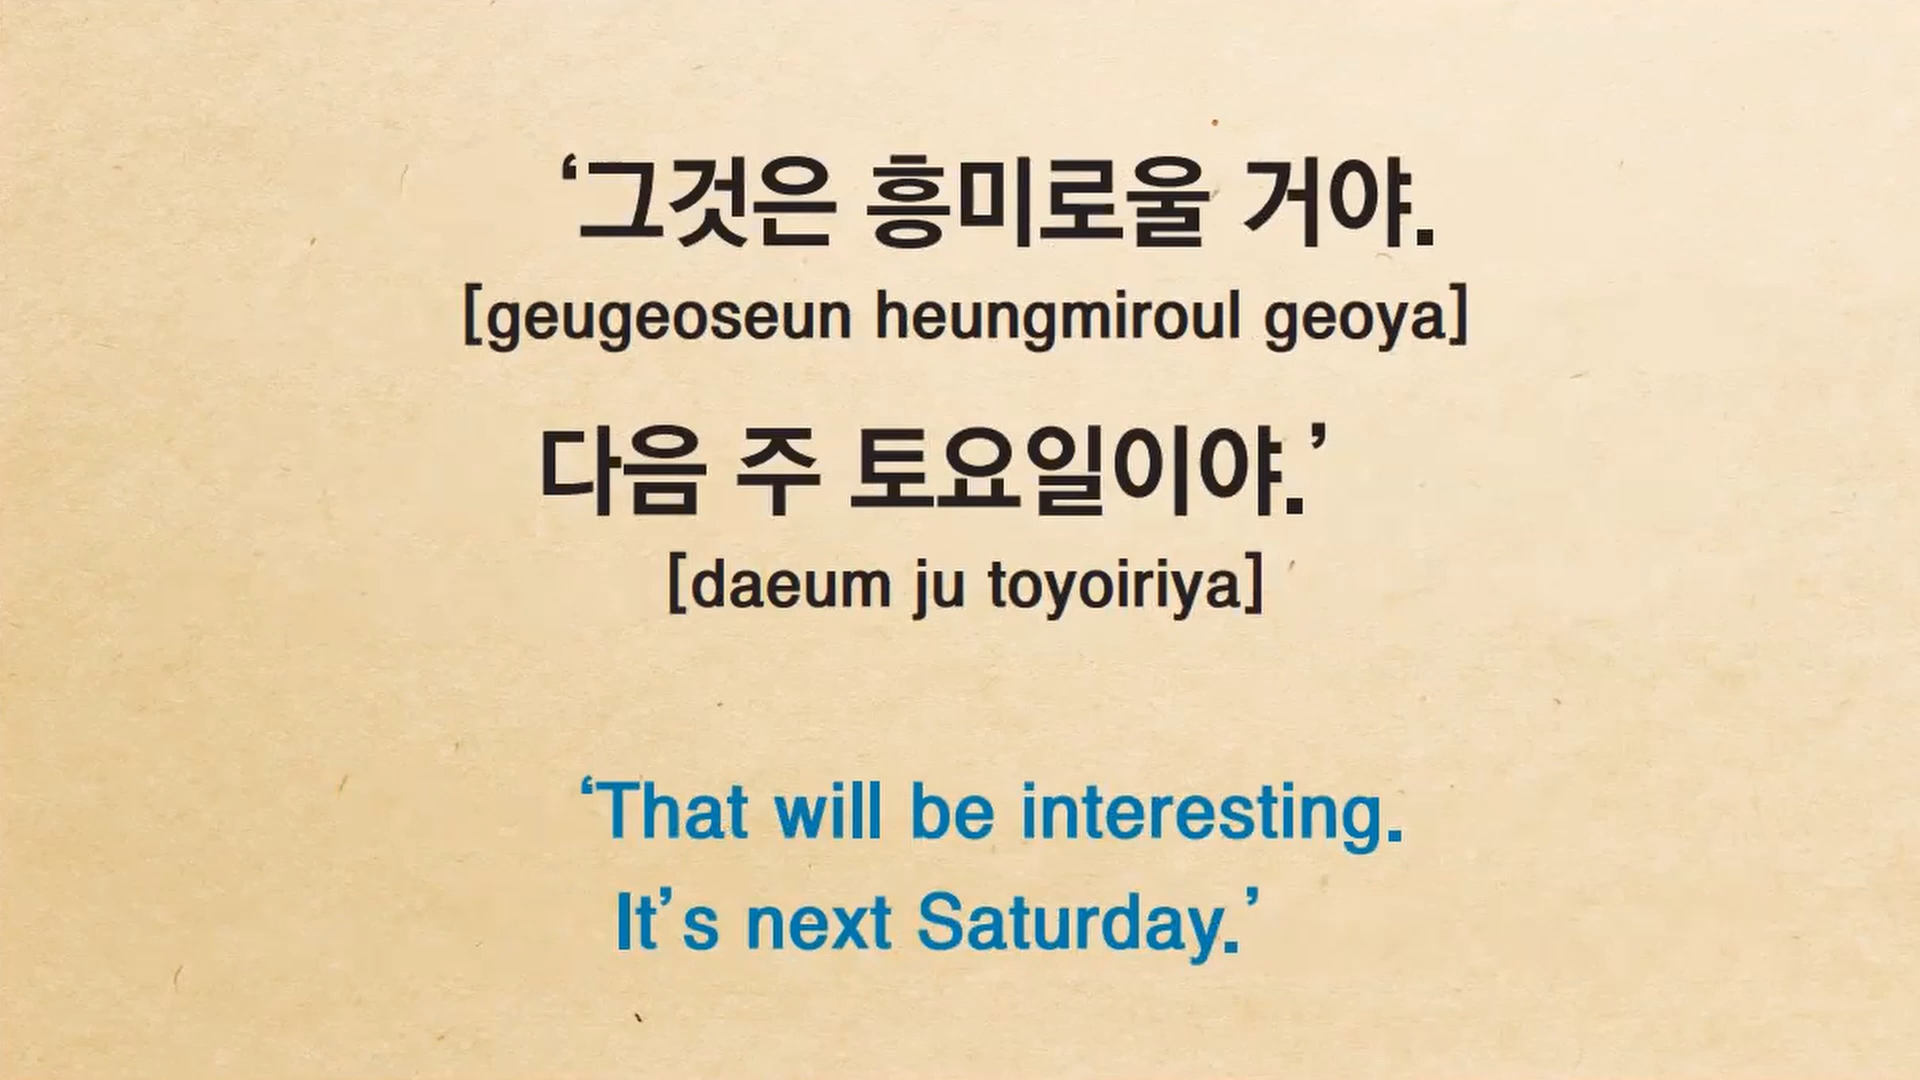 ‘그것은 흥미로울 거야.
[geugeoseun heungmiroul geoya]
다음 주 토요일이야.’
[daeum ju toyoiriya]
‘That will be interesting.
It’s next Saturday.’